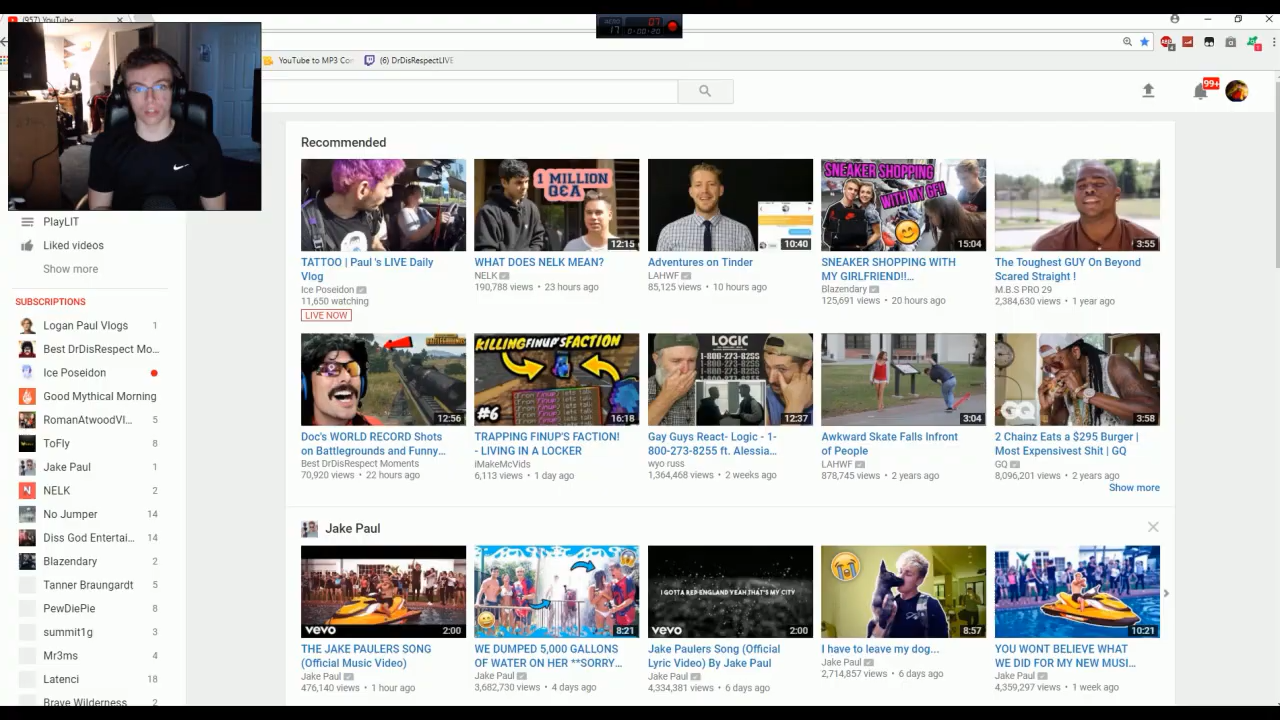 (957) YouTube
07
17 0:00:20
YouTube to MP3 Co
(6) DrDisRespectLIVE
99+
PlayLIT
Liked videos
Show more
SUBSCRIPTIONS
Logan Paul Vlogs 1
Best DrDisRespect Mo...
Ice Poseidon
Good Mythical Morning
RomanAtwoodVl... 5
ToFly 8
Jake Paul 1
NELK 2
No Jumper 14
Diss God Entertai... 14
Blazendary 2
Tanner Braungardt 5
PewDiePie 8
summit1g 3
Mr3ms 4
Latenci 18
Brave Wilderness 2
Recommended
TATTOO | Paul 's LIVE Daily
Vlog
Ice Poseidon
11,650 watching
LIVE NOW
1 MILLION
Q&A
12:15
WHAT DOES NELK MEAN?
NELK
190,788 views • 23 hours ago
10:40
Adventures on Tinder
LAHWF
85,125 views • 10 hours ago
SNEAKER SHOPPING
WITH MY GF!!
15:04
SNEAKER SHOPPING WITH
MY GIRLFRIEND!!...
Blazendary
125,691 views • 20 hours ago
3:55
The Toughest GUY On Beyond
Scared Straight !
M.B.S PRO 29
2,384,630 views • 1 year ago
12:56
Doc's WORLD RECORD Shots
on Battlegrounds and Funny...
Best DrDisRespect Moments
70,920 views • 22 hours ago
KILLING FINUP'S FACTION
#6
16:18
TRAPPING FINUP'S FACTION!
- LIVING IN A LOCKER
iMakeMcVids
6,113 views • 1 day ago
LOGIC
1-800-273-8255
12:37
Gay Guys React- Logic - 1-
800-273-8255 ft. Alessia...
wyo russ
1,364,468 views • 2 weeks ago
3:04
Awkward Skate Falls Infront
of People
LAHWF
878,745 views • 2 years ago
3:58
2 Chainz Eats a $295 Burger |
Most Expensivest Shit | GQ
GQ
8,096,201 views • 2 years ago
Show more
Jake Paul
vevo
2:00
THE JAKE PAULERS SONG
(Official Music Video)
Jake Paul
476,140 views • 1 hour ago
8:21
WE DUMPED 5,000 GALLONS
OF WATER ON HER **SORRY...
Jake Paul
3,682,730 views • 4 days ago
I GOTTA REP ENGLAND YEAH THAT'S MY CITY
vevo
2:00
Jake Paulers Song (Official
Lyric Video) By Jake Paul
Jake Paul
4,334,381 views • 6 days ago
8:57
I have to leave my dog...
Jake Paul
2,714,857 views • 6 days ago
10:21
YOU WONT BELIEVE WHAT
WE DID FOR MY NEW MUSI...
Jake Paul
4,359,297 views • 1 week ago